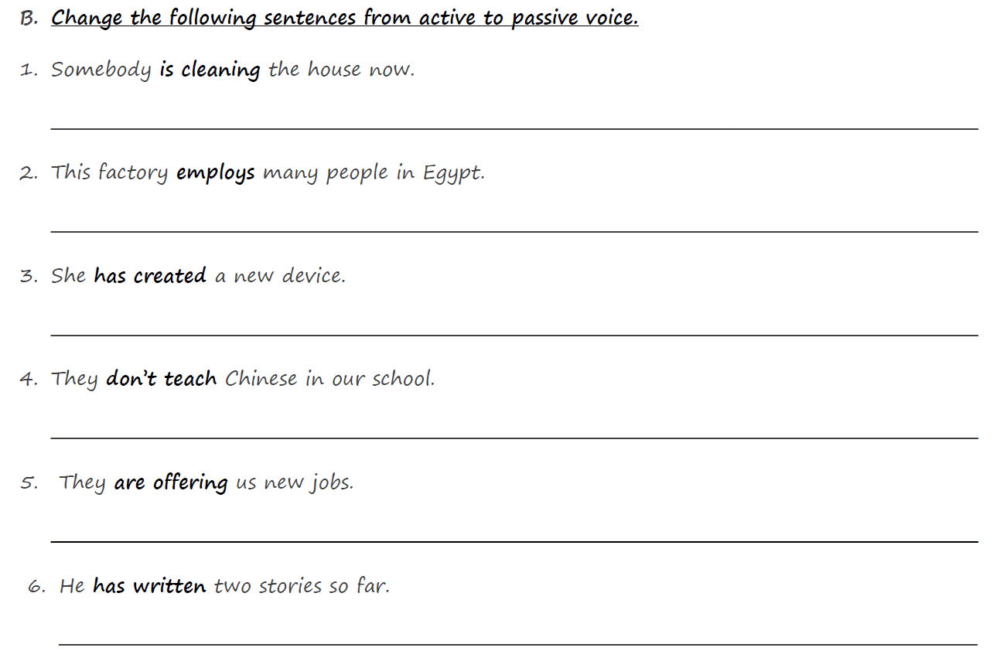 B. Change the following sentences from active to passive voice.
1. Somebody is cleaning the house now.
2. This factory employs many people in Egypt.
3. She has created a new device.
4. They don’t teach Chinese in our school.
5. They are offering us new jobs.
6. He has written two stories so far.